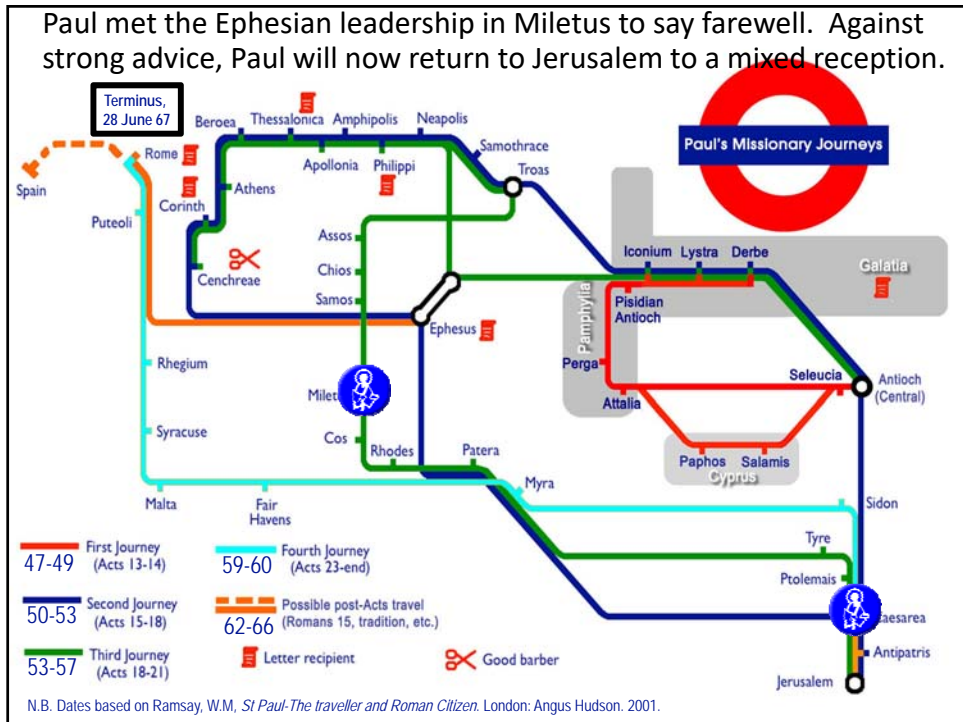 Paul met the Ephesian leadership in Miletus to say farewell. Against
strong advice, Paul will now return to Jerusalem to a mixed reception.
Terminus,
28 June 67
Paul's Missionary Journeys
Beroea
Thessalonica
Amphipolis
Neapolis
Samothrace
Troas
Apollonia
Philippi
Rome
Spain
Corinth
Athens
Puteoli
Cenchreae
Assos
Chios
Samos
Ephesus
Iconium
Lystra
Derbe
Galatia
Pisidian
Antioch
Pamphylia
Perga
Attalia
Seleucia
Antioch
(Central)
Paphos
Salamis
Cyprus
Rhegium
Syracuse
Malta
Fair
Havens
Milet
Cos
Rhodes
Patera
Myra
Sidon
Tyre
Ptolemais
aesarea
Antipatris
Jerusalem
First Journey
47-49 (Acts 13-14)
Fourth Journey
59-60 (Acts 23-end)
Second Journey
50-53 (Acts 15-18)
Possible post-Acts travel
62-66 (Romans 15, tradition, etc.)
Third Journey
53-57 (Acts 18-21)
Letter recipient
Good barber
N.B. Dates based on Ramsay, W.M, St Paul-The traveller and Roman Citizen. London: Angus Hudson. 2001.